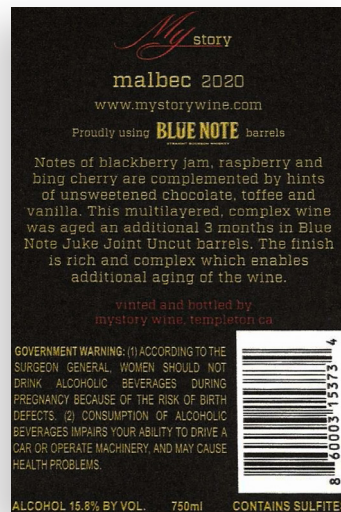 My story
malbec 2020
www.mystorywine.com
Proudly using BLUE NOTE barrels
STRAIGHT BOURBON WHISKEY
Notes of blackberry jam, raspberry and
bing cherry are complemented by hints
of unsweetened chocolate, toffee and
vanilla. This multilayered, complex wine
was aged an additional 3 months in Blue
Note Juke Joint Uncut barrels. The finish
is rich and complex which enables
additional aging of the wine.
vinted and bottled by
mystory wine, templeton ca
GOVERNMENT WARNING: (1) ACCORDING TO THE
SURGEON GENERAL, WOMEN SHOULD NOT
DRINK ALCOHOLIC BEVERAGES DURING
PREGNANCY BECAUSE OF THE RISK OF BIRTH
DEFECTS. (2) CONSUMPTION OF ALCOHOLIC
BEVERAGES IMPAIRS YOUR ABILITY TO DRIVE A
CAR OR OPERATE MACHINERY, AND MAY CAUSE
HEALTH PROBLEMS.
8 60003 15373 4
ALCOHOL 15.8% BY VOL. 750ml CONTAINS SULFITE